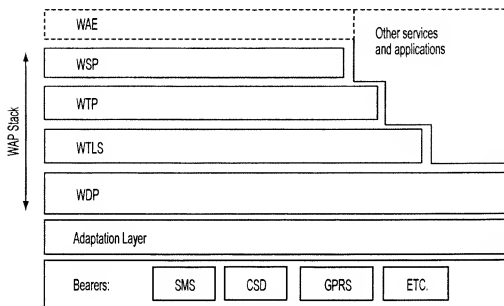 WAE
Other services
and applications
WSP
WTP
WAP Stack
WTLS
WDP
Adaptation Layer
Bearers: SMS CSD GPRS ETC.